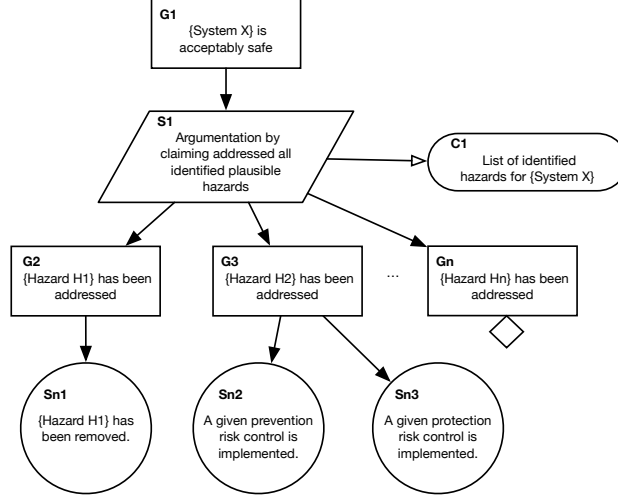 G1
{System X} is
acceptably safe
S1
Argumentation by
claiming addressed all
identified plausible
hazards
C1
List of identified
hazards for {System X}
G2
{Hazard H1} has been
addressed
G3
{Hazard H2} has been
addressed
...
Gn
{Hazard Hn} has been
addressed
Sn1
{Hazard H1} has
been removed.
Sn2
A given prevention
risk control is
implemented.
Sn3
A given protection
risk control is
implemented.